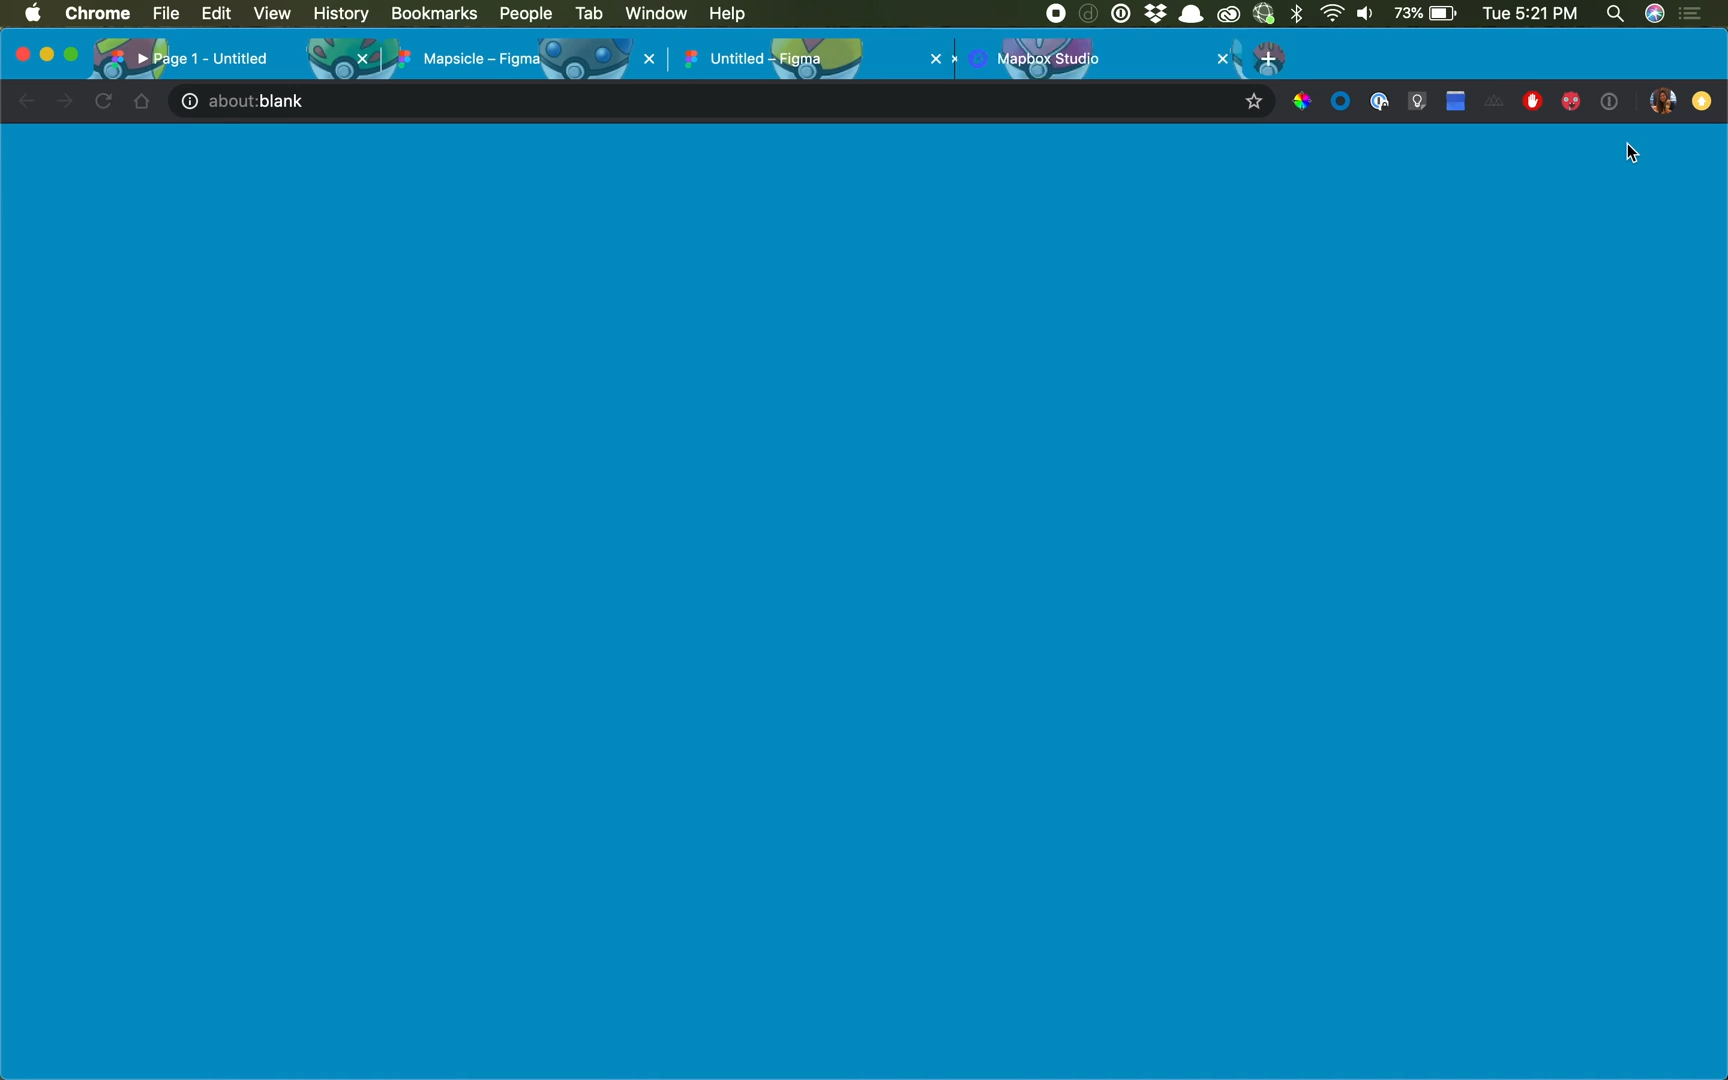 Chrome File Edit View History Bookmarks People Tab Window Help 73% Tue 5:21 PM
▶ Page 1 - Untitled Mapsicle – Figma Untitled – Figma Mapbox Studio
about:blank